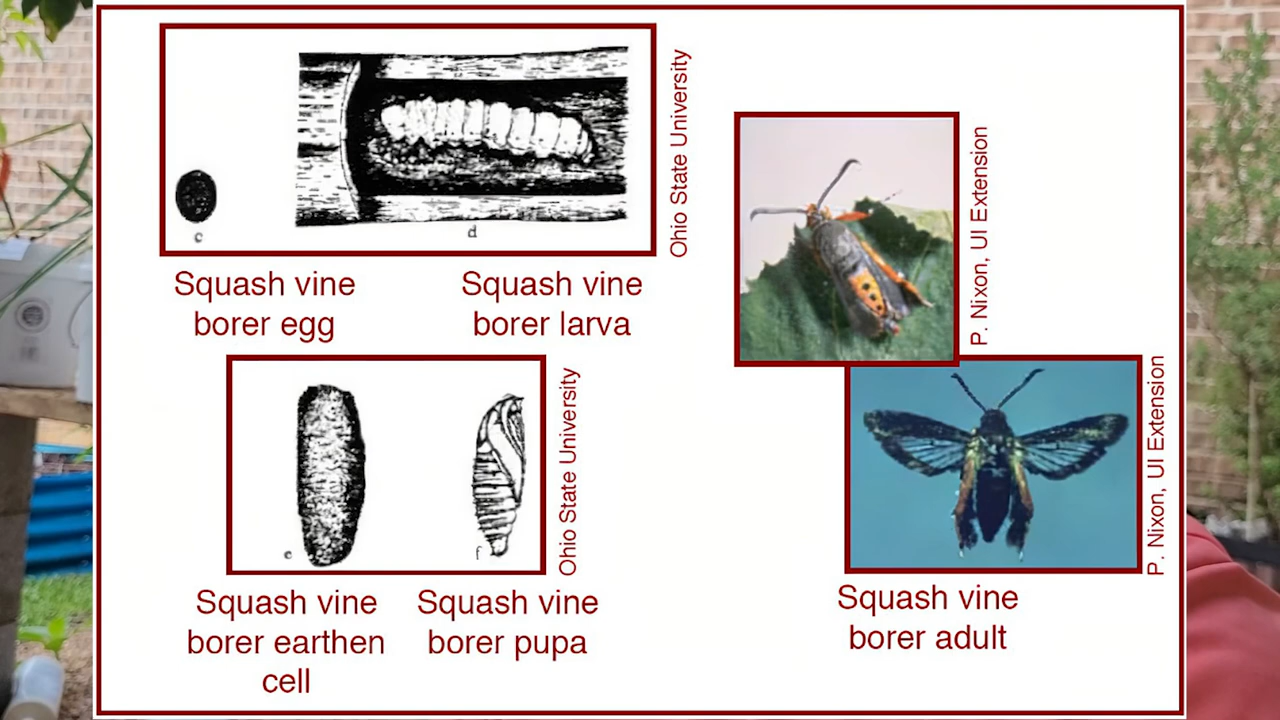 c
d
Ohio State University
Squash vine
borer egg
Squash vine
borer larva
P. Nixon, UI Extension
e
f
Ohio State University
Squash vine
borer earthen
cell
Squash vine
borer pupa
P. Nixon, UI Extension
Squash vine
borer adult